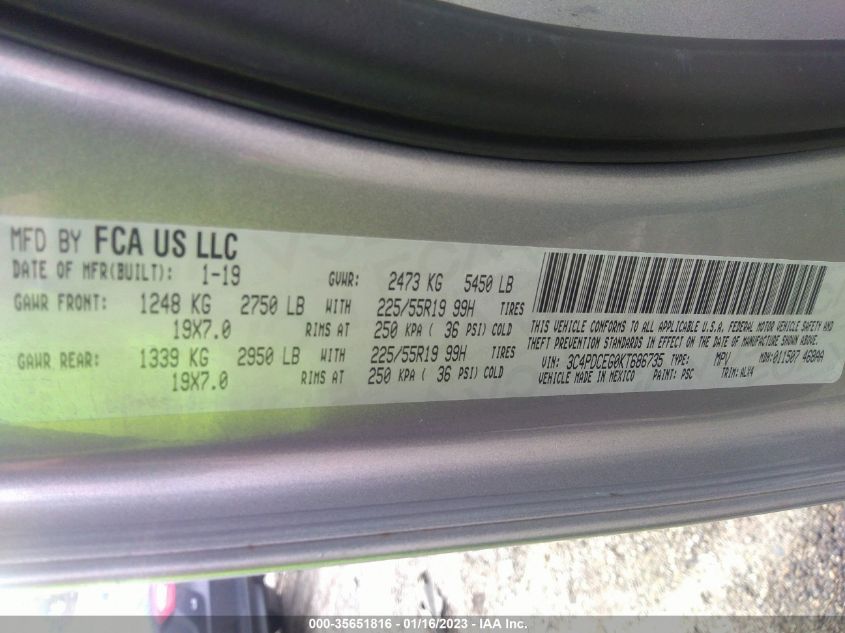 MFD BY FCA US LLC
DATE OF MFR(BUILT): 1-19 GVWR: 2473 KG 5450 LB
GAWR FRONT: 1248 KG 2750 LB WITH 225/55R19 99H TIRES
19X7.0 RIMS AT 250 KPA ( 36 PSI) COLD
GAWR REAR: 1339 KG 2950 LB WITH 225/55R19 99H TIRES
19X7.0 RIMS AT 250 KPA ( 36 PSI) COLD
THIS VEHICLE CONFORMS TO ALL APPLICABLE U.S.A. FEDERAL MOTOR VEHICLE SAFETY AND
THEFT PREVENTION STANDARDS IN EFFECT ON THE DATE OF MANUFACTURE SHOWN ABOVE.
VIN: 3C4PDCEG0KT686735 TYPE: MPV MDH:011507 468AA
VEHICLE MADE IN MEXICO PAINT: PSC TRIM: ALX4
000-35651816 - 01/16/2023 - IAA Inc.